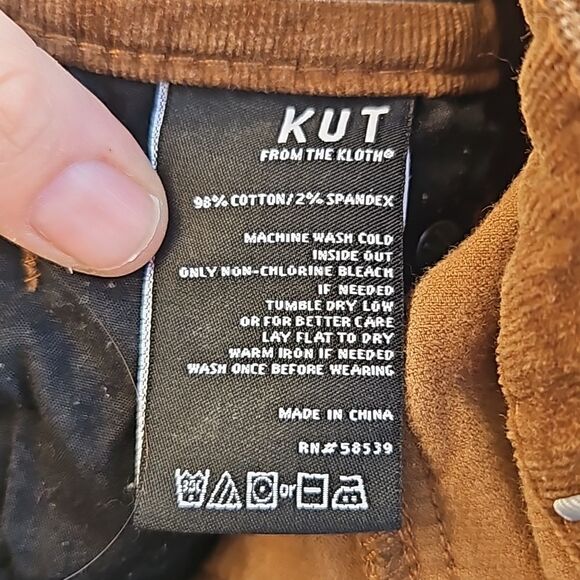 KUT
FROM THE KLOTH®
98% COTTON/2% SPANDEX
MACHINE WASH COLD
INSIDE OUT
ONLY NON-CHLORINE BLEACH
IF NEEDED
TUMBLE DRY LOW
OR FOR BETTER CARE
LAY FLAT TO DRY
WARM IRON IF NEEDED
WASH ONCE BEFORE WEARING
MADE IN CHINA
RN# 58539
or